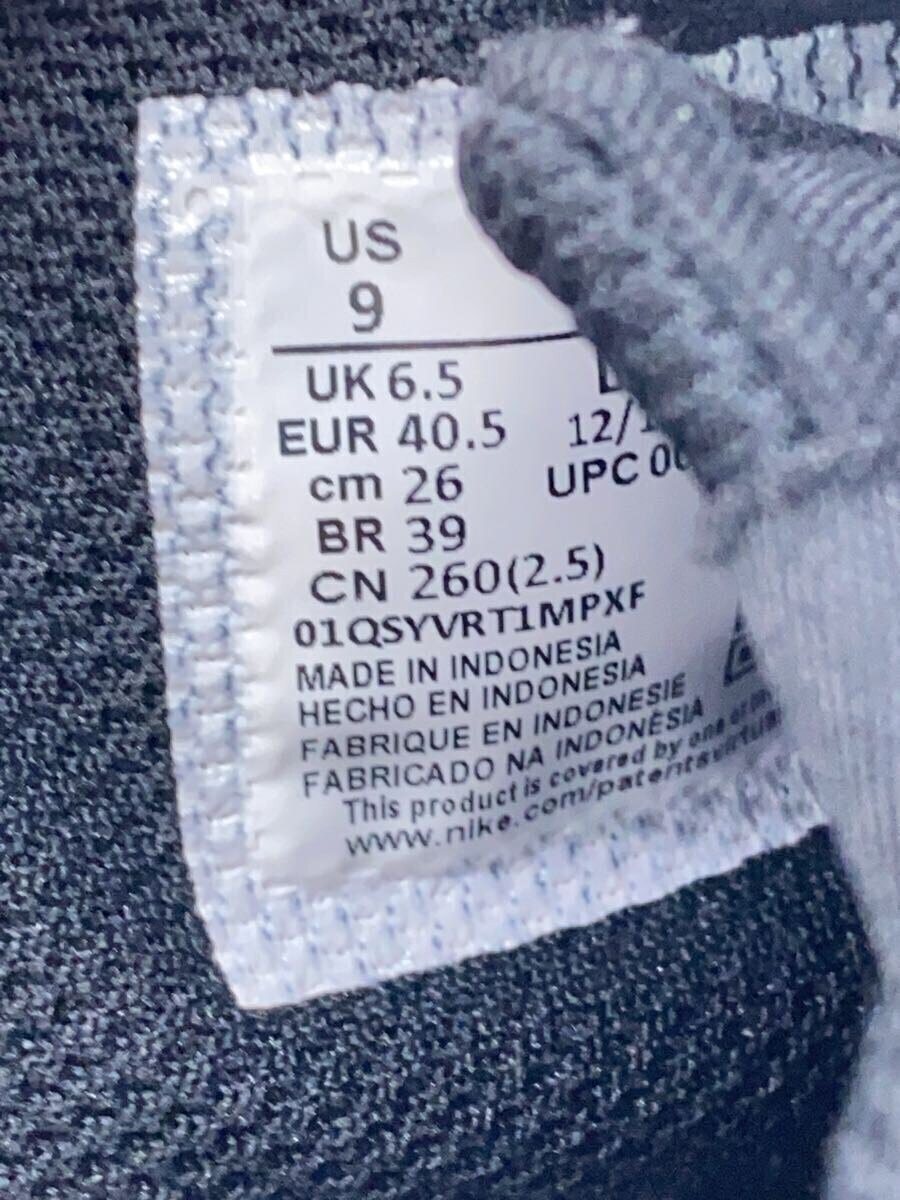 US
9
UK 6.5
EUR 40.5 12/
cm 26 UPC
BR 39
CN 260(2.5)
01QSYVRT1MPXF
MADE IN INDONESIA
HECHO EN INDONESIA
FABRIQUE EN INDONESIE
FABRICADO NA INDONÈSIA
This product is covered by one
www.nike.com/patents